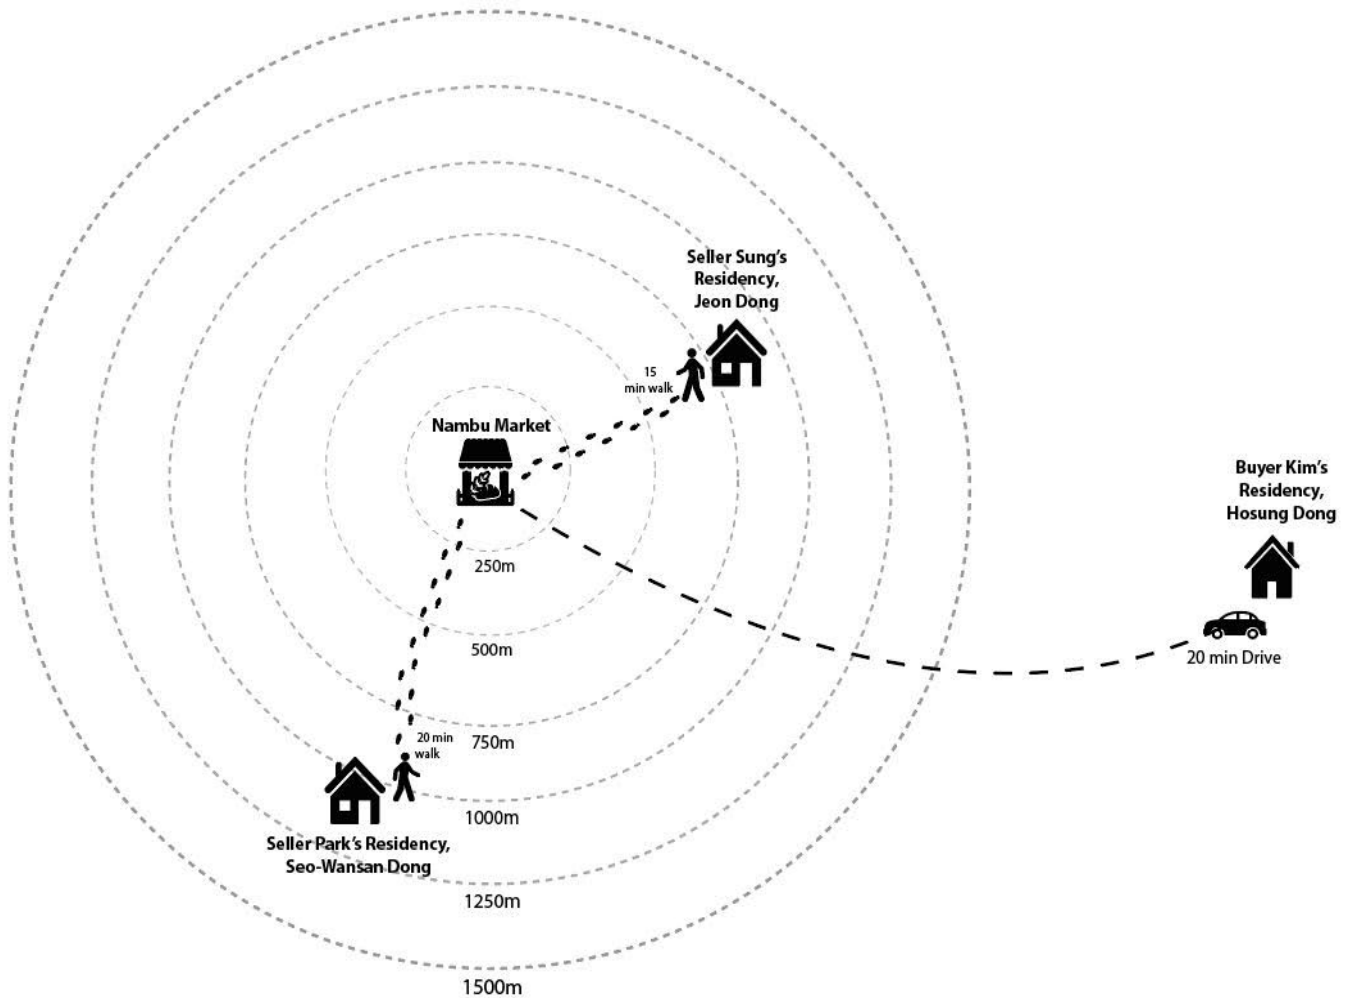 Seller Sung's
Residency,
Jeon Dong
15
min walk
Nambu Market
Buyer Kim's
Residency,
Hosung Dong
20 min Drive
250m
500m
750m
20 min
walk
1000m
Seller Park's Residency,
Seo-Wansan Dong
1250m
1500m